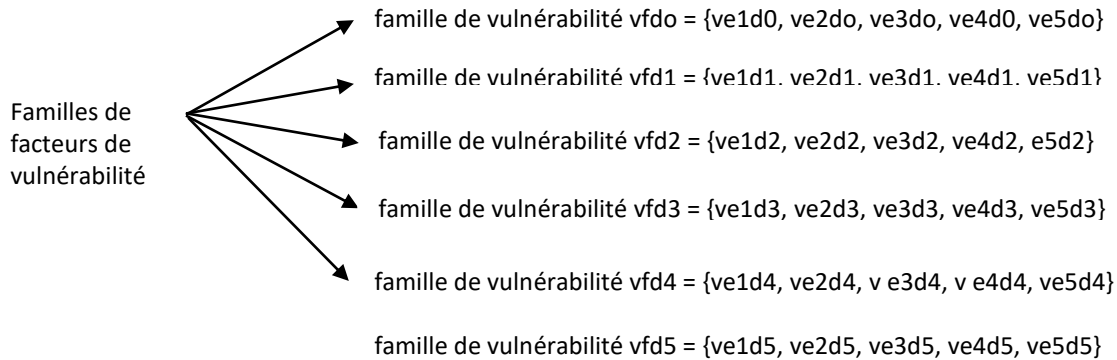 famille de vulnérabilité vfdo = {ve1d0, ve2do, ve3do, ve4d0, ve5do}
famille de vulnérabilité vfd1 = {ve1d1, ve2d1, ve3d1, ve4d1, ve5d1}
Familles de
facteurs de
vulnérabilité
famille de vulnérabilité vfd2 = {ve1d2, ve2d2, ve3d2, ve4d2, e5d2}
famille de vulnérabilité vfd3 = {ve1d3, ve2d3, ve3d3, ve4d3, ve5d3}
famille de vulnérabilité vfd4 = {ve1d4, ve2d4, v e3d4, v e4d4, ve5d4}
famille de vulnérabilité vfd5 = {ve1d5, ve2d5, ve3d5, ve4d5, ve5d5}